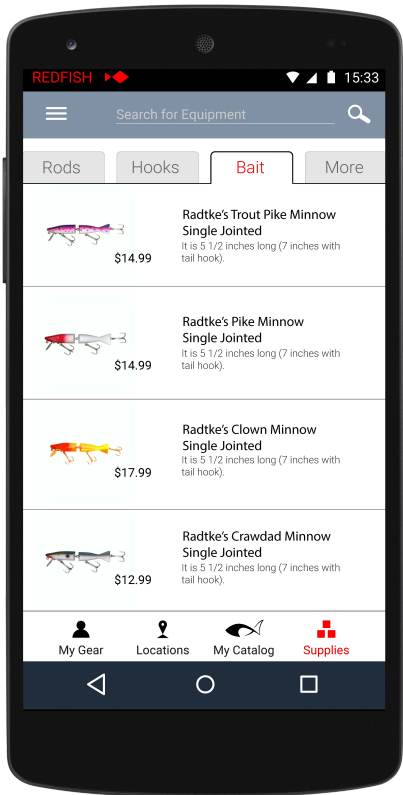 REDFISH 15:33
Search for Equipment
Rods Hooks Bait More
Radtke's Trout Pike Minnow
Single Jointed
It is 5 1/2 inches long (7 inches with
tail hook).
$14.99
Radtke's Pike Minnow
Single Jointed
It is 5 1/2 inches long (7 inches with
tail hook).
$14.99
Radtke's Clown Minnow
Single Jointed
It is 5 1/2 inches long (7 inches with
tail hook).
$17.99
Radtke's Crawdad Minnow
Single Jointed
It is 5 1/2 inches long (7 inches with
tail hook).
$12.99
My Gear Locations My Catalog Supplies